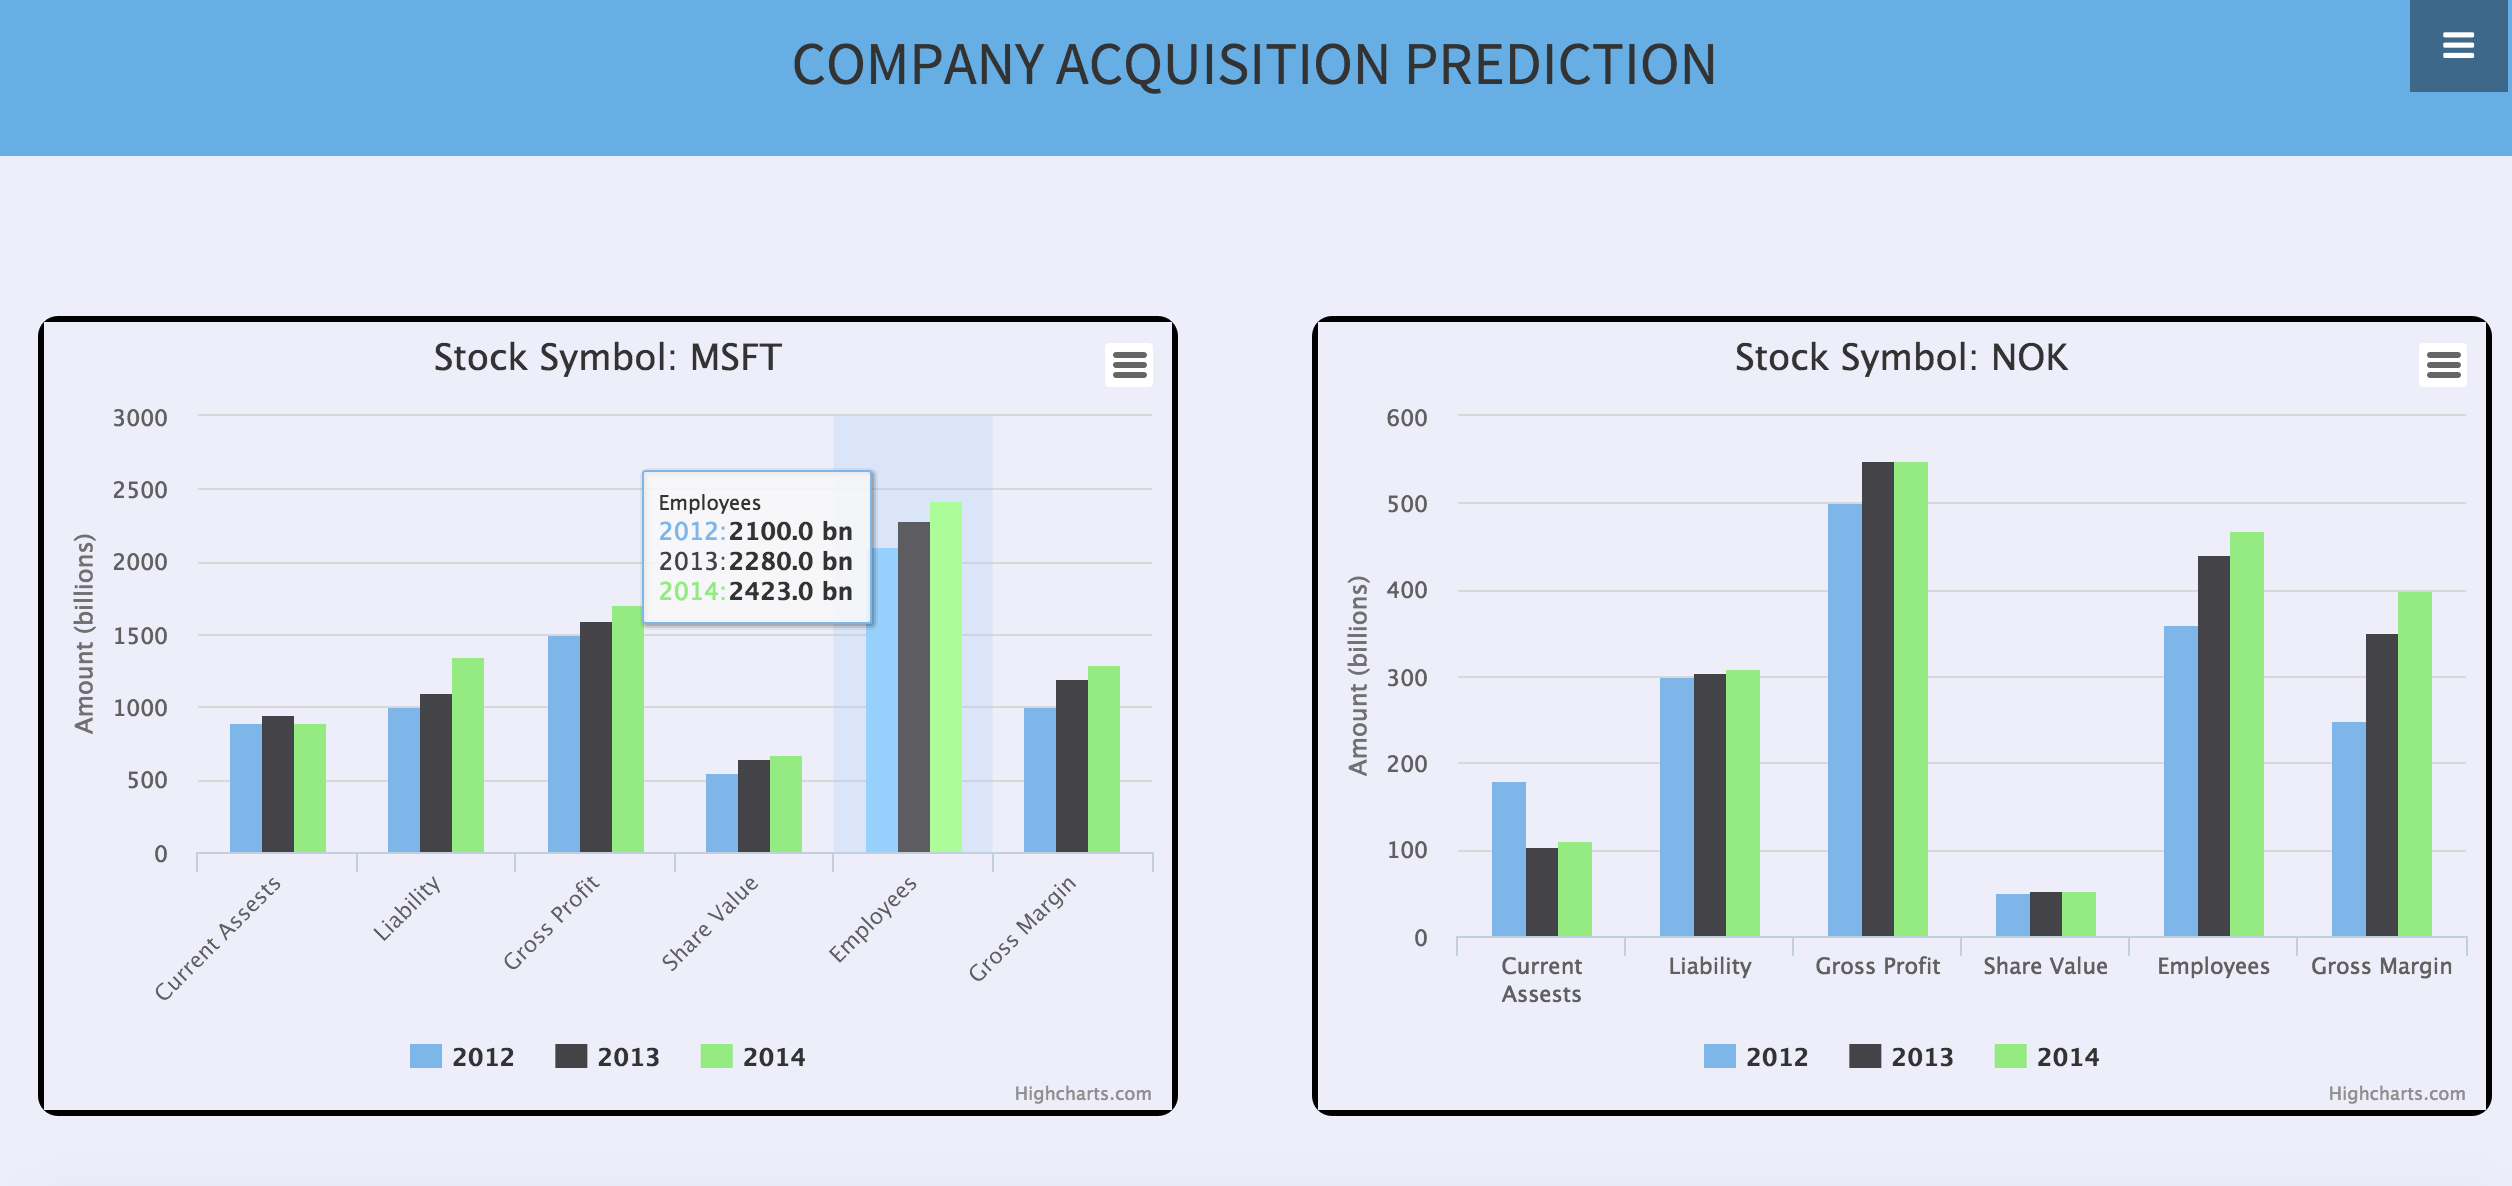 COMPANY ACQUISITION PREDICTION
Stock Symbol: MSFT
Amount (billions)
3000
2500
2000
1500
1000
500
0
Employees
2012: 2100.0 bn
2013: 2280.0 bn
2014: 2423.0 bn
Current Assests
Liability
Gross Profit
Share Value
Employees
Gross Margin
2012 2013 2014
Highcharts.com
Stock Symbol: NOK
Amount (billions)
600
500
400
300
200
100
0
Current
Assests
Liability
Gross Profit
Share Value
Employees
Gross Margin
2012 2013 2014
Highcharts.com